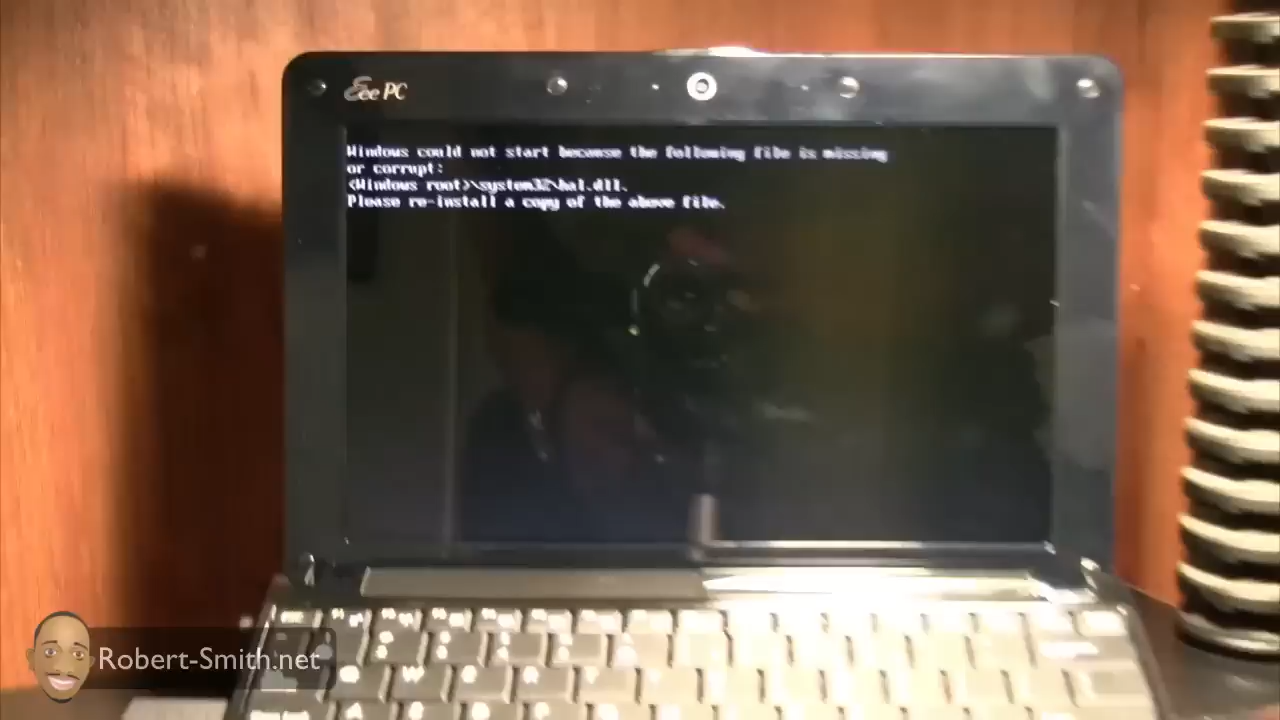 Eee PC
Windows could not start because the following file is missing
or corrupt:
<Windows root>\system32\hal.dll.
Please re-install a copy of the above file.
Q W
A S
Robert-Smith.net